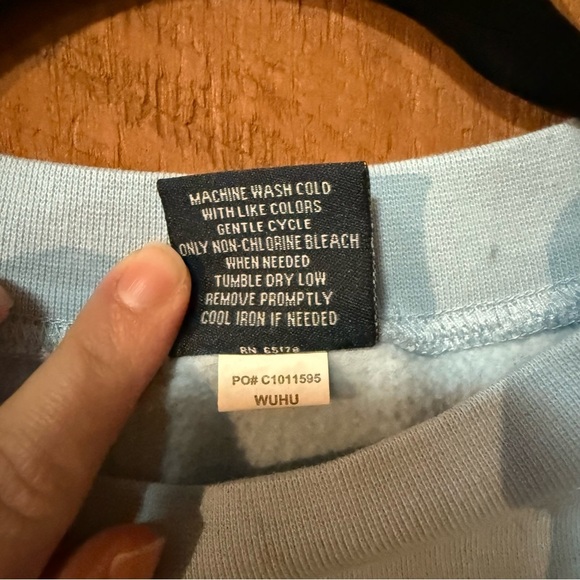 MACHINE WASH COLD
WITH LIKE COLORS
GENTLE CYCLE
ONLY NON-CHLORINE BLEACH
WHEN NEEDED
TUMBLE DRY LOW
REMOVE PROMPTLY
COOL IRON IF NEEDED
RN
PO# C1011595
WUHU